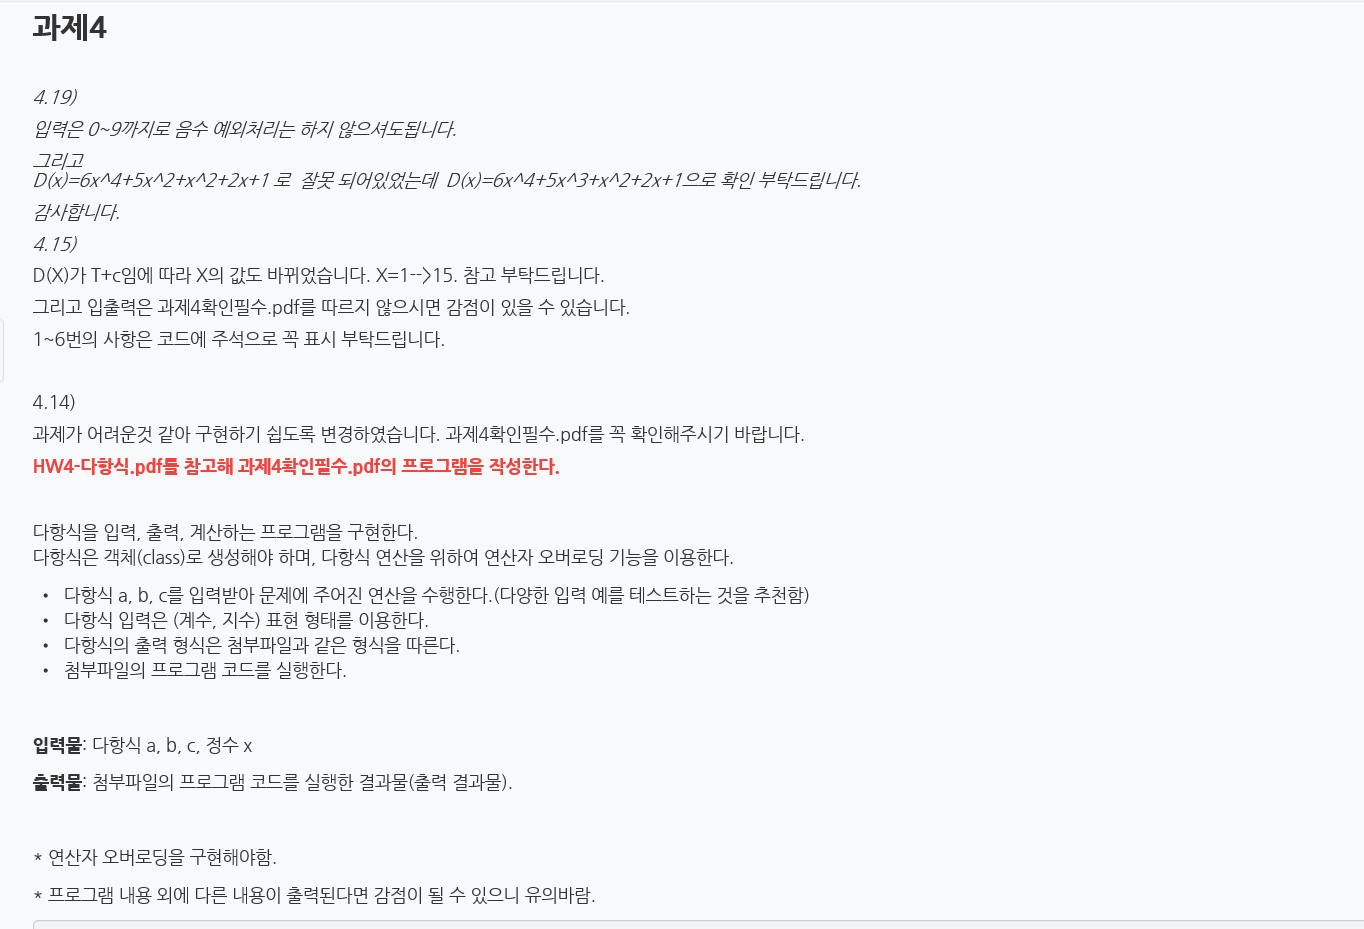 과제4
4.19)
입력은 0~9까지로 음수 예외처리는 하지 않으셔도됩니다.
그리고
D(x)=6x^4+5x^2+x^2+2x+1 로 잘못 되어있었는데 D(x)=6x^4+5x^3+x^2+2x+1으로 확인 부탁드립니다.
감사합니다.
4.15)
D(X)가 T+c임에 따라 X의 값도 바뀌었습니다. X=1-->15. 참고 부탁드립니다.
그리고 입출력은 과제4확인필수.pdf를 따르지 않으시면 감점이 있을 수 있습니다.
1~6번의 사항은 코드에 주석으로 꼭 표시 부탁드립니다.
4.14)
과제가 어려운것 같아 구현하기 쉽도록 변경하였습니다. 과제4확인필수.pdf를 꼭 확인해주시기 바랍니다.
HW4-다항식.pdf를 참고해 과제4확인필수.pdf의 프로그램을 작성한다.
다항식을 입력, 출력, 계산하는 프로그램을 구현한다.
다항식은 객체(class)로 생성해야 하며, 다항식 연산을 위하여 연산자 오버로딩 기능을 이용한다.
• 다항식 a, b, c를 입력받아 문제에 주어진 연산을 수행한다.(다양한 입력 예를 테스트하는 것을 추천함)
• 다항식 입력은 (계수, 지수) 표현 형태를 이용한다.
• 다항식의 출력 형식은 첨부파일과 같은 형식을 따른다.
• 첨부파일의 프로그램 코드를 실행한다.
입력물: 다항식 a, b, c, 정수 x
출력물: 첨부파일의 프로그램 코드를 실행한 결과물(출력 결과물).
* 연산자 오버로딩을 구현해야함.
* 프로그램 내용 외에 다른 내용이 출력된다면 감점이 될 수 있으니 유의바람.